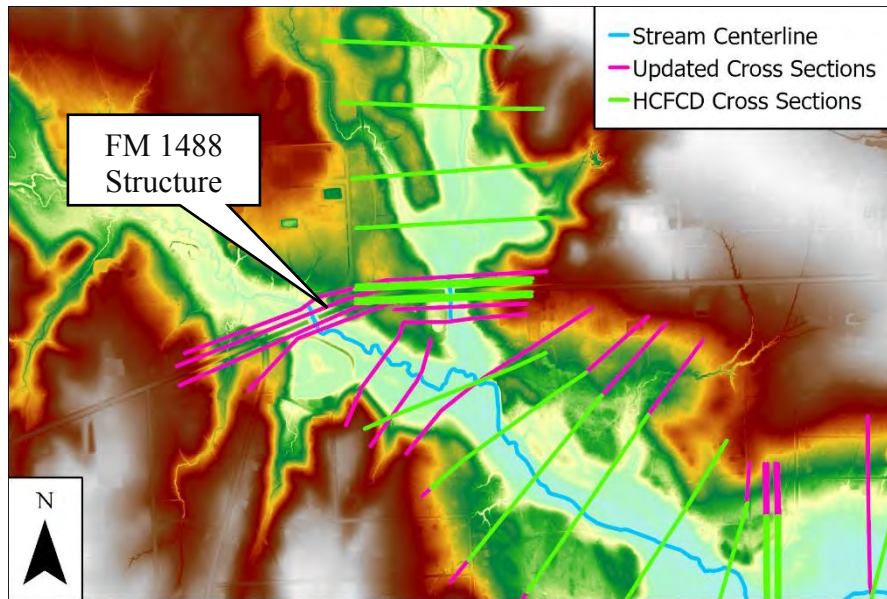 Stream Centerline
Updated Cross Sections
HCFCD Cross Sections
FM 1488
Structure
N